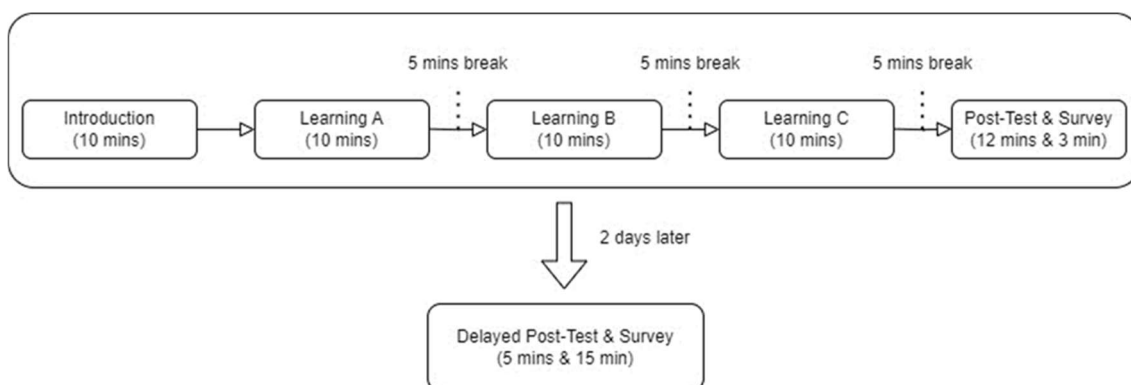 5 mins break
5 mins break
5 mins break
Introduction
(10 mins)
Learning A
(10 mins)
Learning B
(10 mins)
Learning C
(10 mins)
Post-Test & Survey
(12 mins & 3 min)
2 days later
Delayed Post-Test & Survey
(5 mins & 15 min)